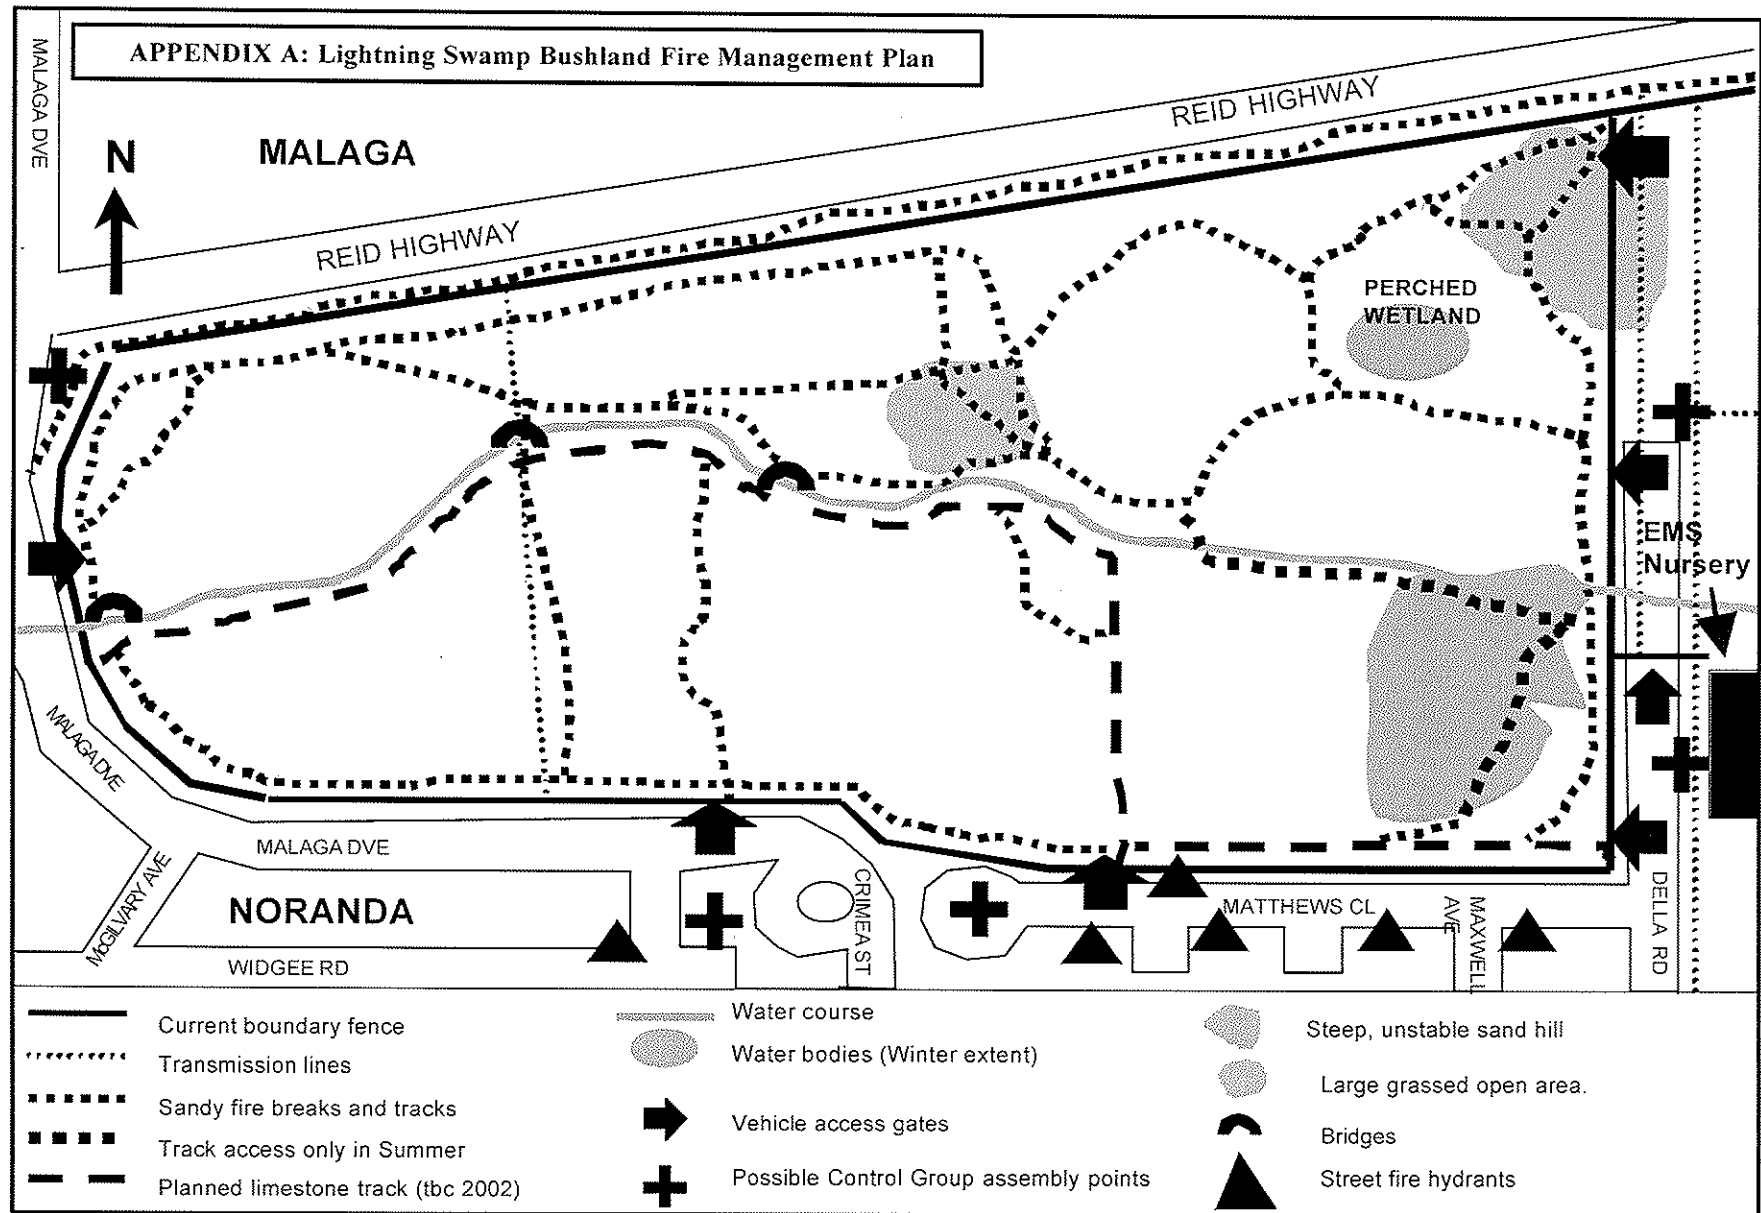 APPENDIX A: Lightning Swamp Bushland Fire Management Plan
MALAGA DVE
N
MALAGA
REID HIGHWAY
REID HIGHWAY
PERCHED
WETLAND
EMS
Nursery
MALAGA DVE
MALAGA DVE
McGILVARY AVE
NORANDA
WIDGEE RD
CRIMEA ST
MATTHEWS CL
MAXWELL
AVE
DELLA RD
Current boundary fence
Transmission lines
Sandy fire breaks and tracks
Track access only in Summer
Planned limestone track (tbc 2002)
Water course
Water bodies (Winter extent)
Vehicle access gates
Possible Control Group assembly points
Steep, unstable sand hill
Large grassed open area.
Bridges
Street fire hydrants